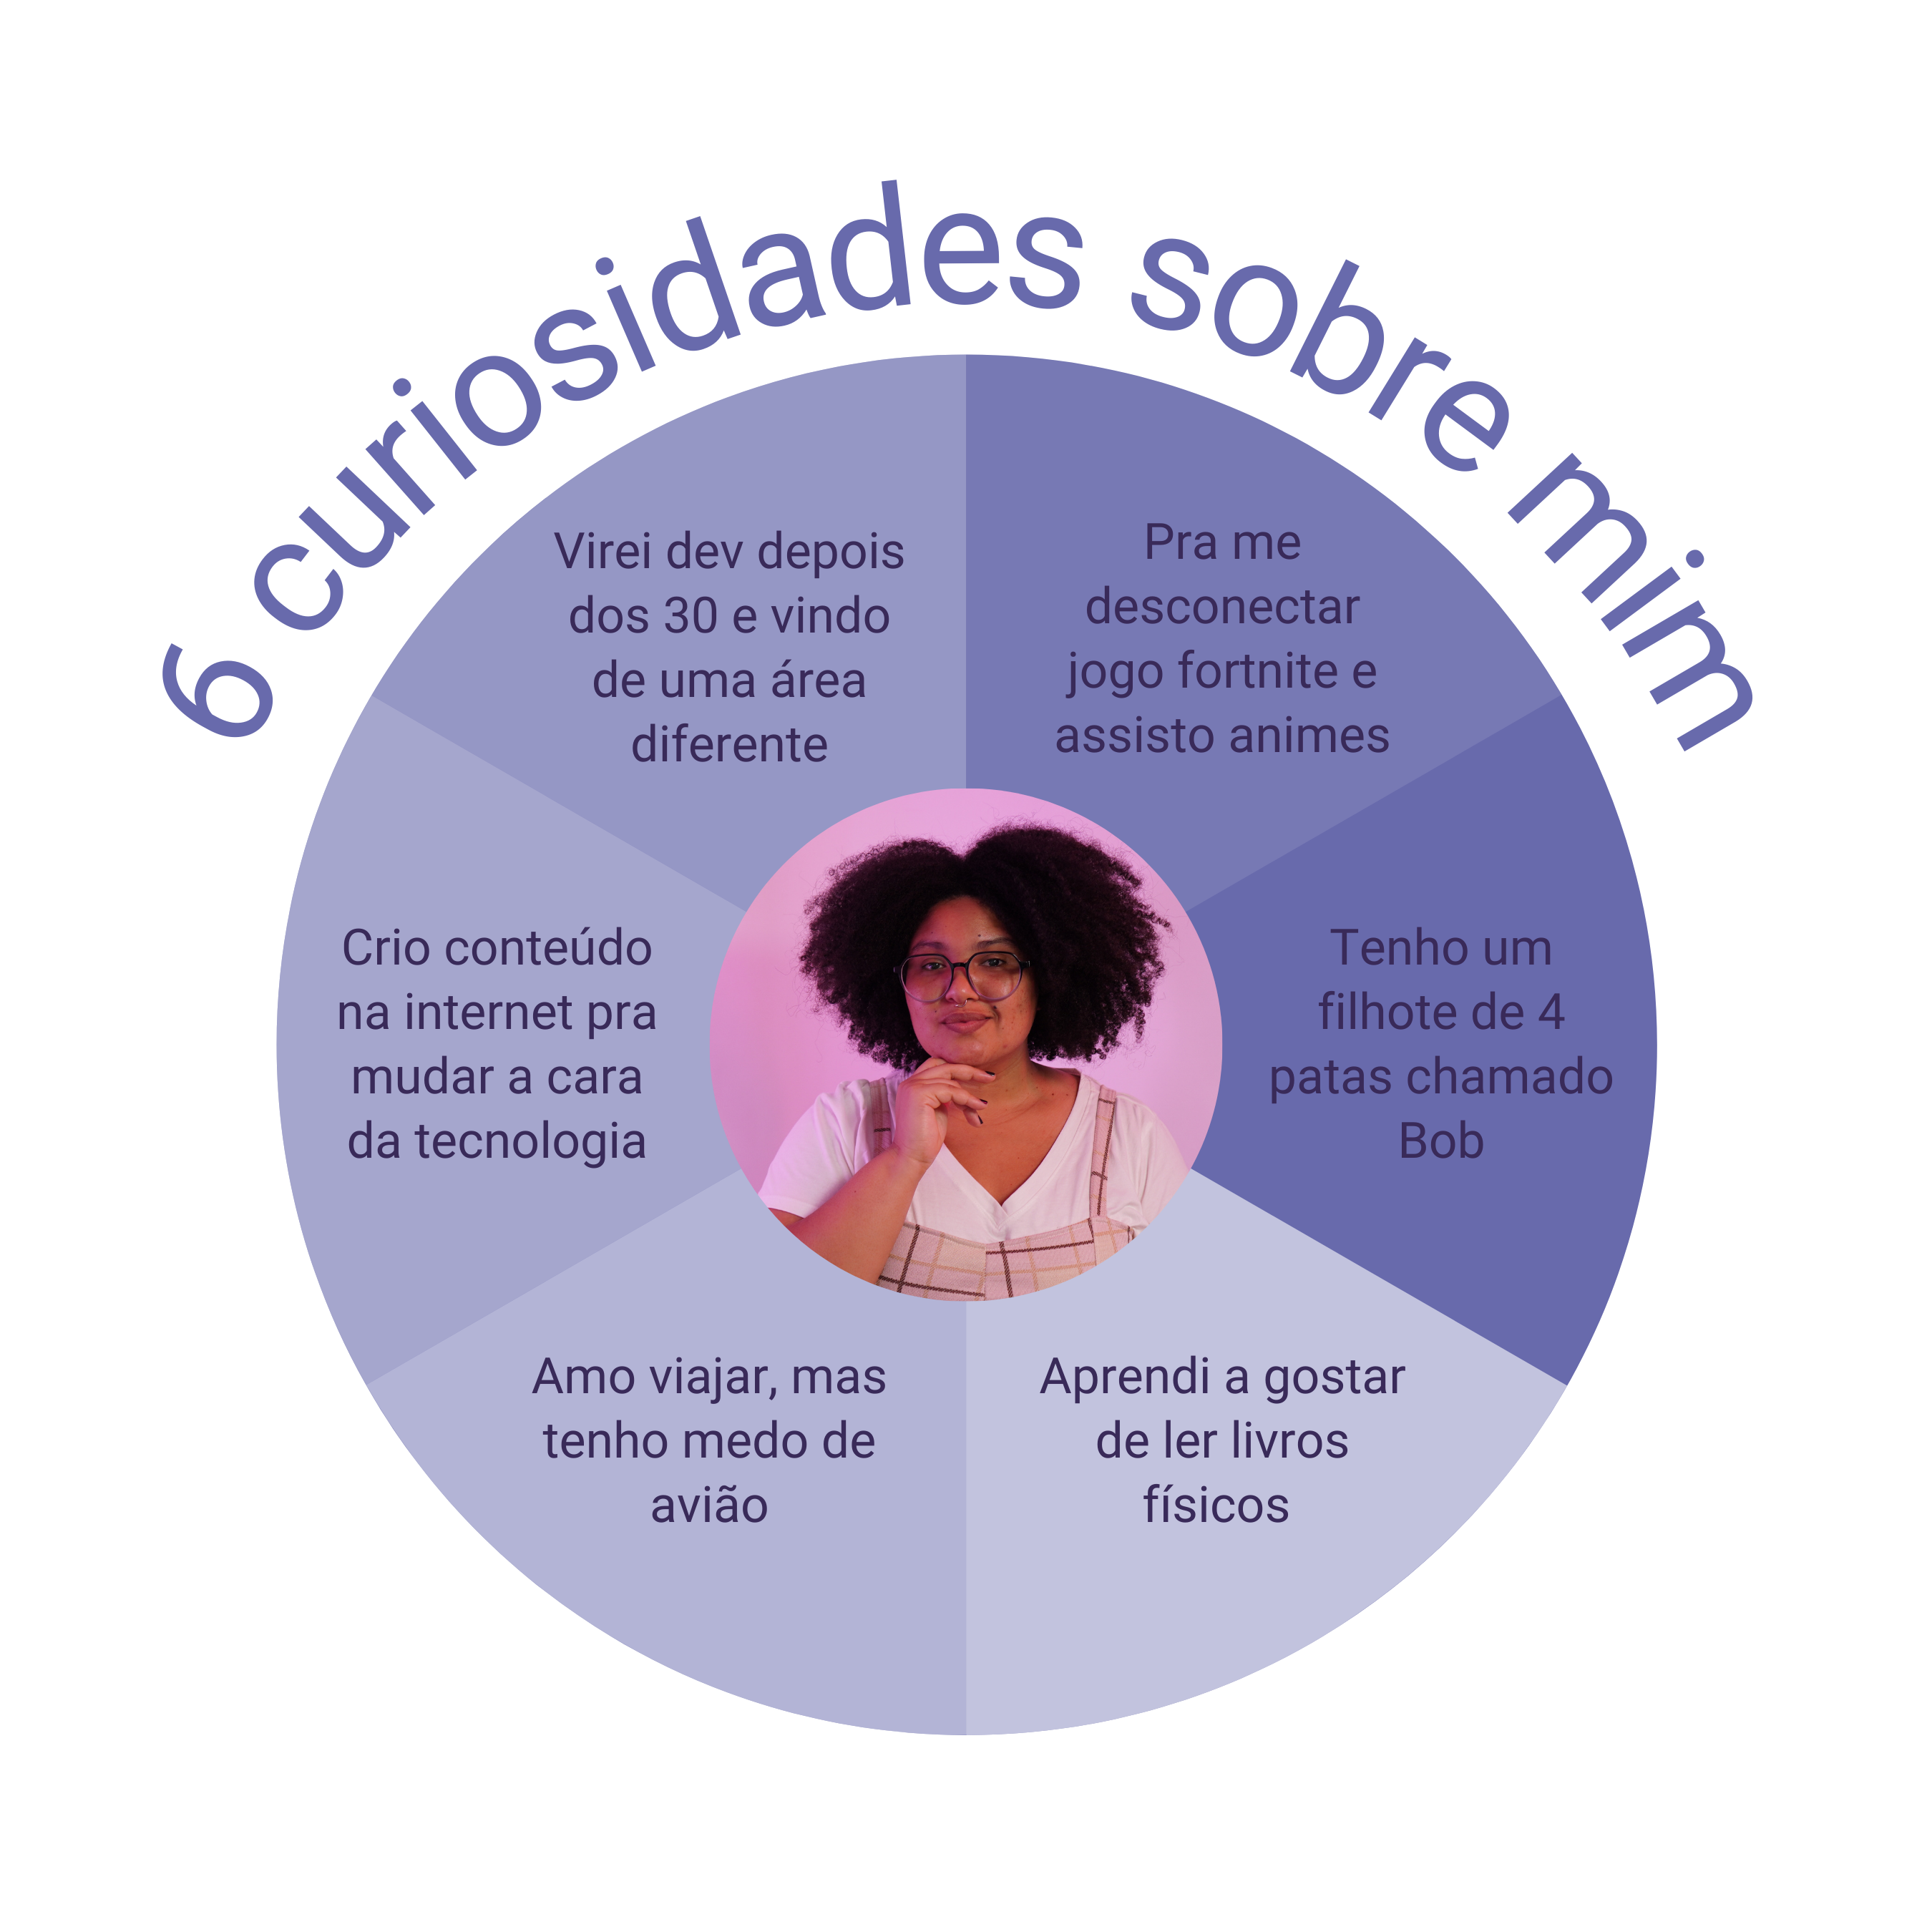 6 curiosidades sobre mim
Virei dev depois
dos 30 e vindo
de uma área
diferente
Pra me
desconectar
jogo fortnite e
assisto animes
Tenho um
filhote de 4
patas chamado
Bob
Aprendi a gostar
de ler livros
físicos
Amo viajar, mas
tenho medo de
avião
Crio conteúdo
na internet pra
mudar a cara
da tecnologia